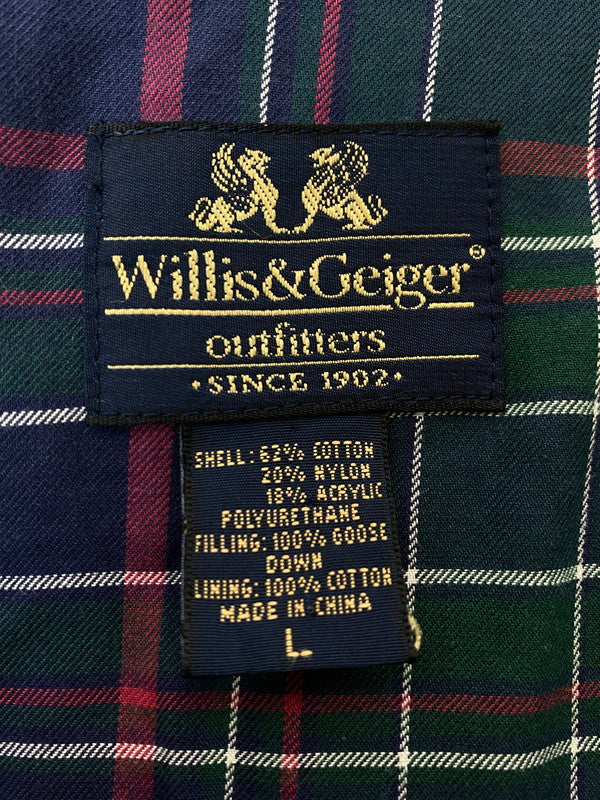 Willis&Geiger®
outfitters
•SINCE 1902•
SHELL: 62% COTTON
20% NYLON
18% ACRYLIC
POLYURETHANE
FILLING: 100% GOOSE
DOWN
LINING: 100% COTTON
MADE IN CHINA
L